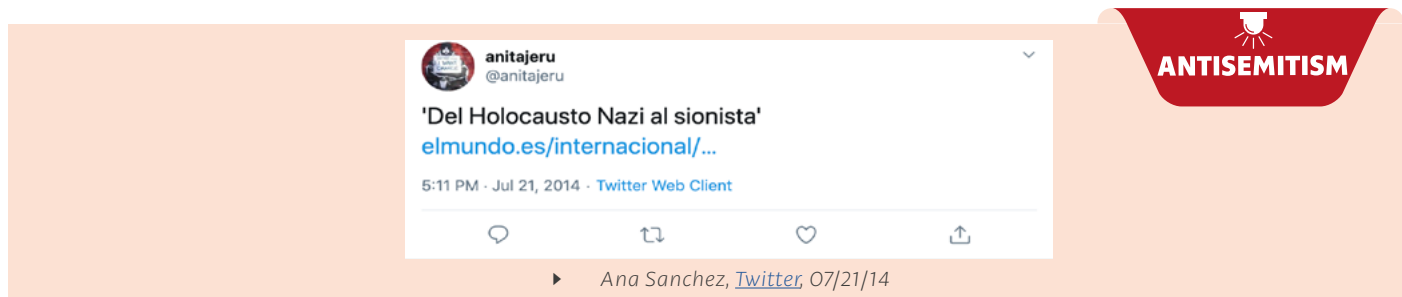 ANTISEMITISM
anitajeru
@anitajeru
'Del Holocausto Nazi al sionista'
elmundo.es/internacional/...
5:11 PM · Jul 21, 2014 · Twitter Web Client
Ana Sanchez, Twitter, 07/21/14